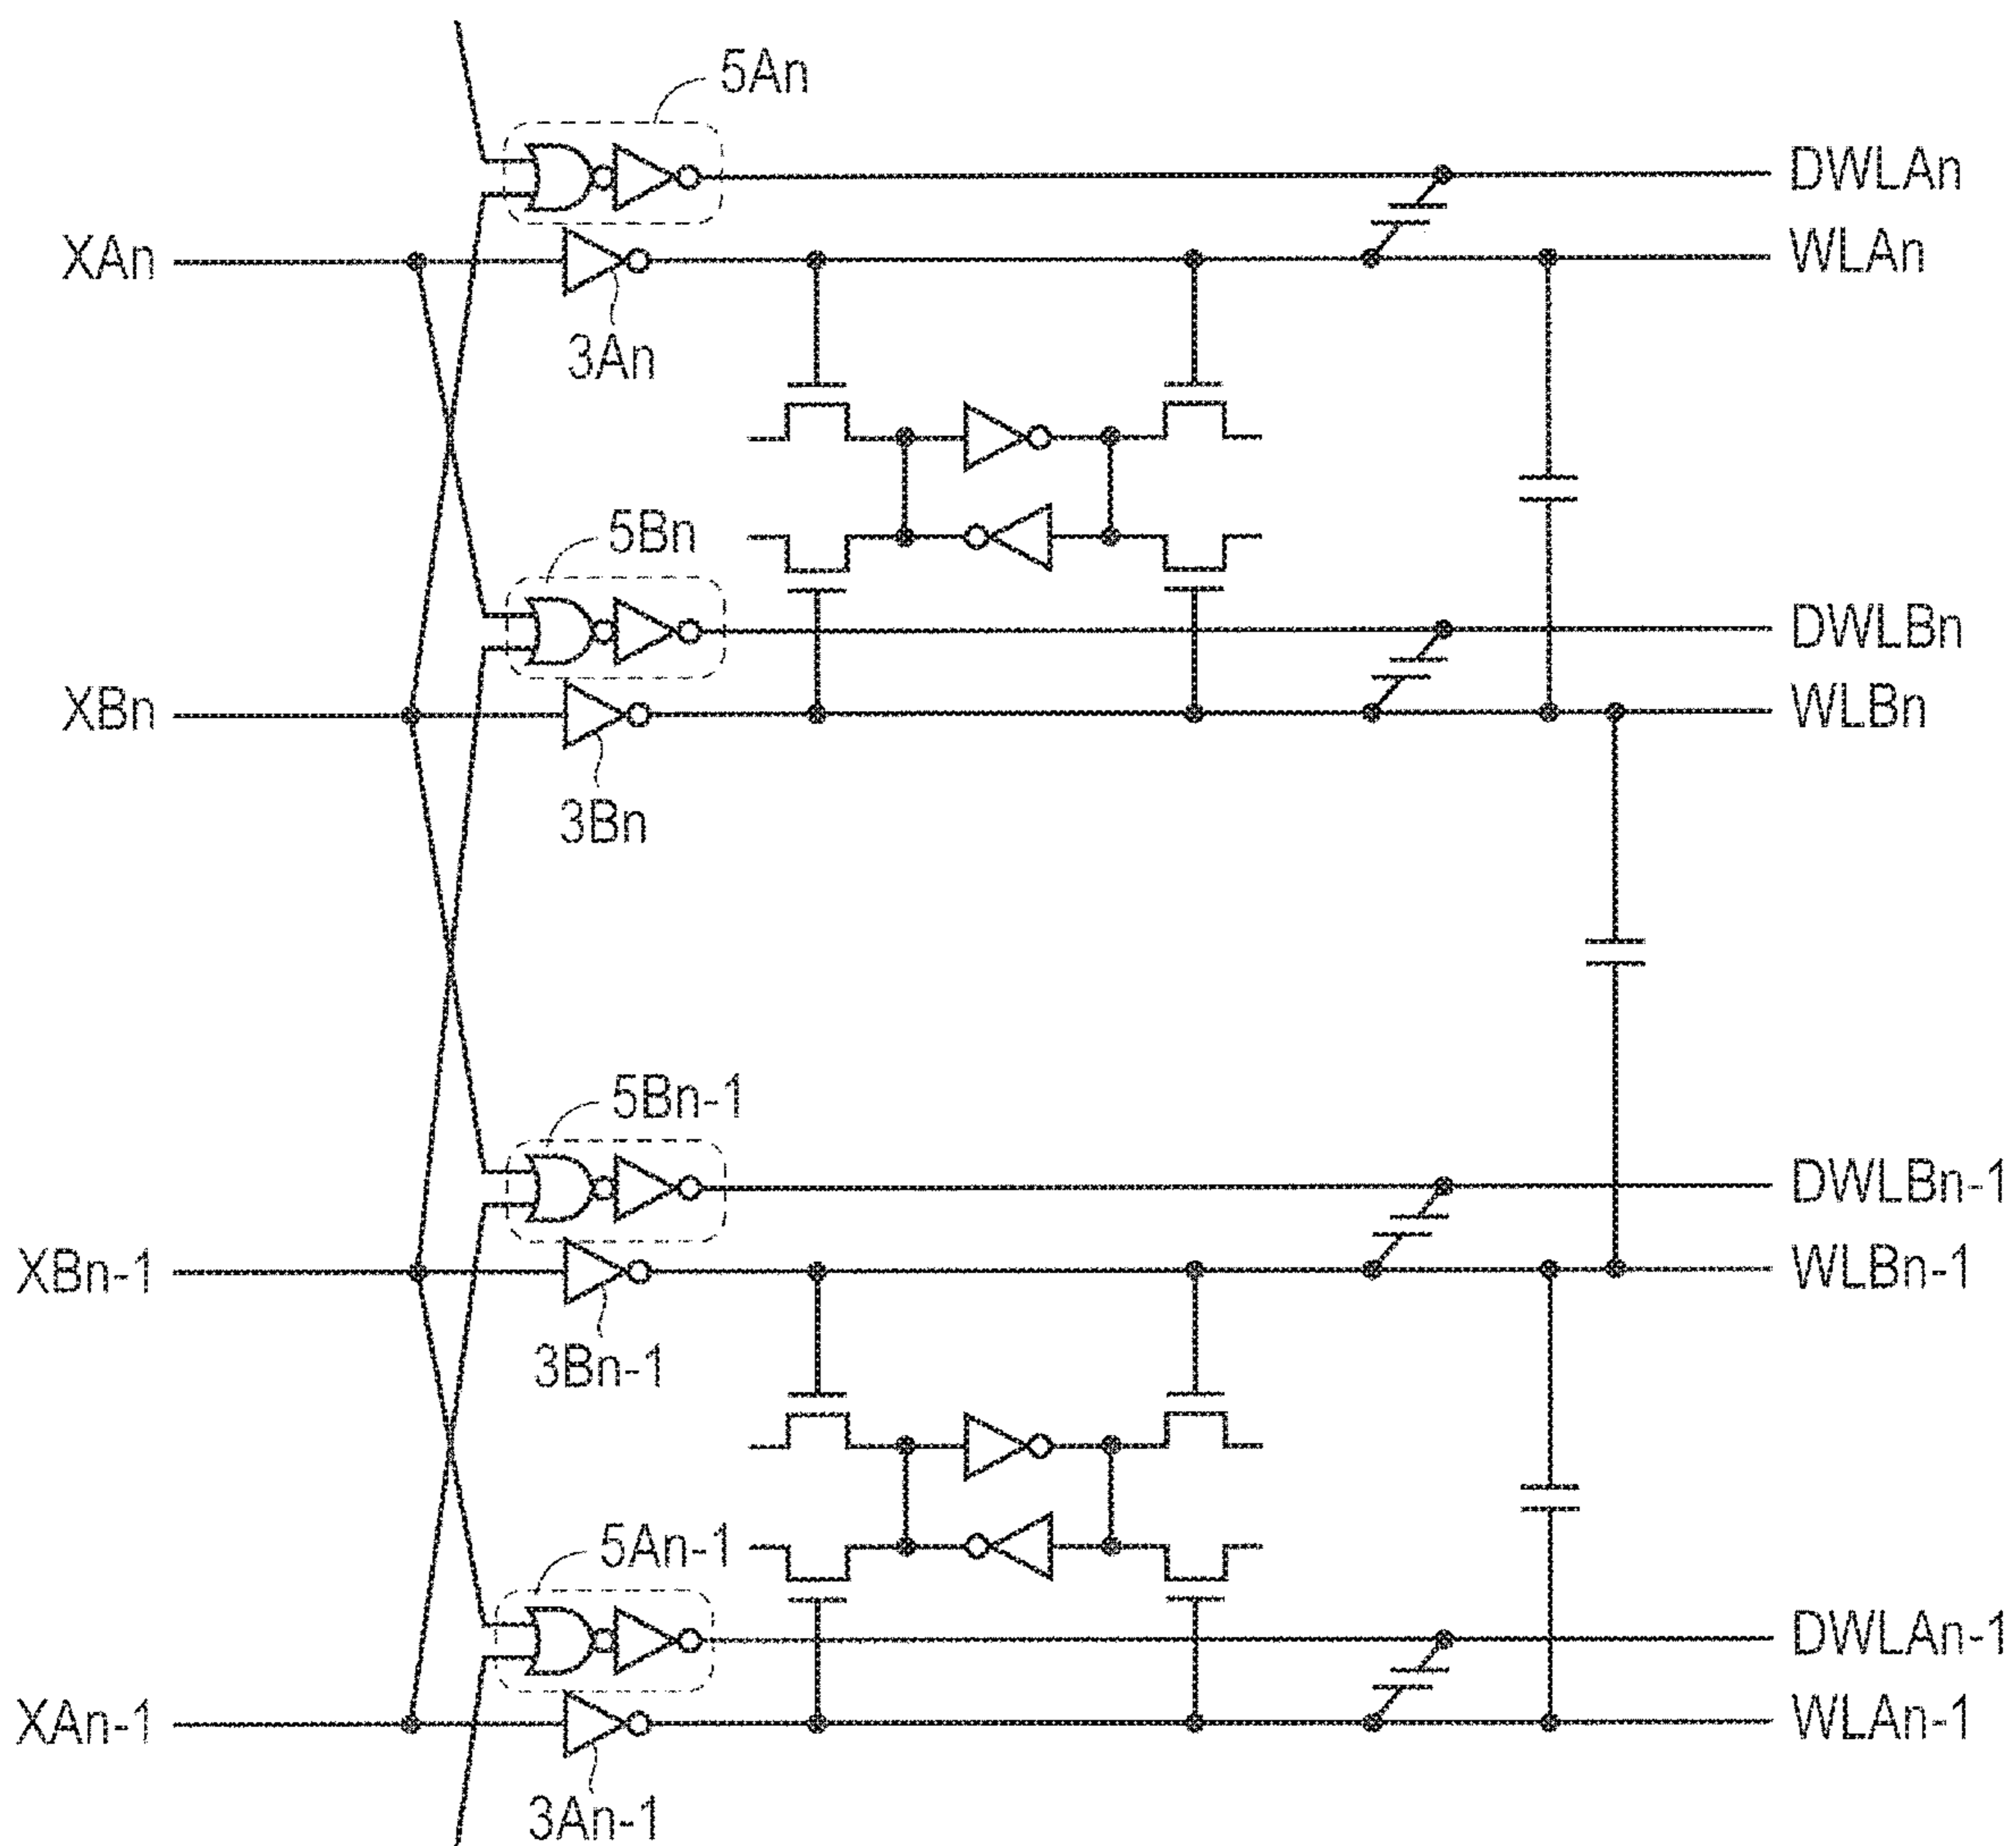 5An
DWLAn
XAn
WLAn
3An
5Bn
DWLBn
XBn
WLBn
3Bn
5Bn-1
DWLBn-1
XBn-1
WLBn-1
3Bn-1
5An-1
DWLAn-1
XAn-1
WLAn-1
3An-1